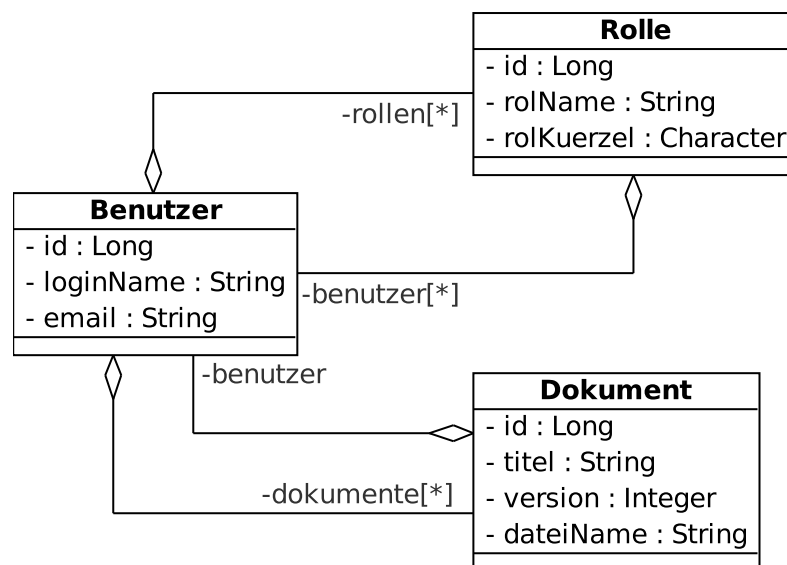 Rolle
- id : Long
- rolName : String
- rolKuerzel : Character
-rollen[*]
Benutzer
- id : Long
- loginName : String
- email : String
-benutzer[*]
-benutzer
Dokument
- id : Long
- titel : String
- version : Integer
- dateiName : String
-dokumente[*]